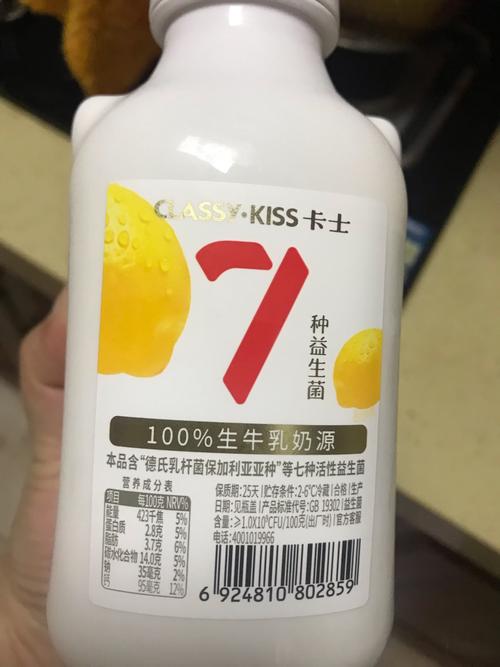 CLASSY·KISS 卡士
7
种益生菌
100%生牛乳奶源
本品含“德氏乳杆菌保加利亚亚种”等七种活性益生菌
营养成分表
项目 每100克 NRV%
能量 423千焦 5%
蛋白质 2.8克 5%
脂肪 3.7克 6%
碳水化合物 14.0克 5%
钠 35毫克 2%
钙 95毫克 12%
保质期:25天|贮存条件:2-6℃冷藏|合格|生产
日期:见瓶盖|产品标准代号:GB 19302|益生菌
含量:≥1.0X10⁸CFU/100克(出厂时)|官方客服
电话:4001019966
6 924810 802859